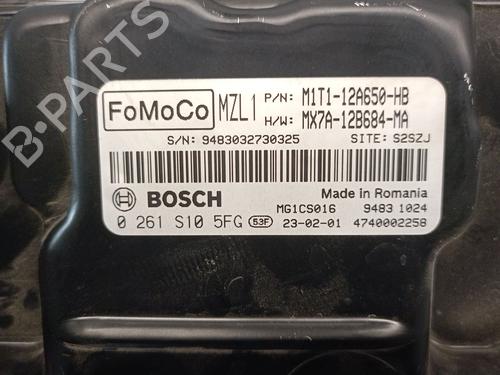 B-PARTS
FoMoCo MZL1 P/N: M1T1-12A650-HB
H/W: MX7A-12B684-MA
S/N: 9483032730325 SITE: S2SZJ
BOSCH Made in Romania
MG1CS016 9483 1024
0 261 S10 5FG 53F 23-02-01 4740002258